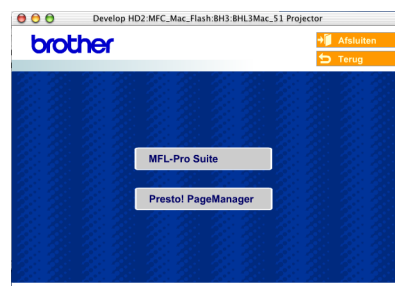 Develop HD2:MFC_Mac_Flash:BH3:BHL3Mac_S1 Projector
brother
Afsluiten
Terug
MFL-Pro Suite
Presto! PageManager